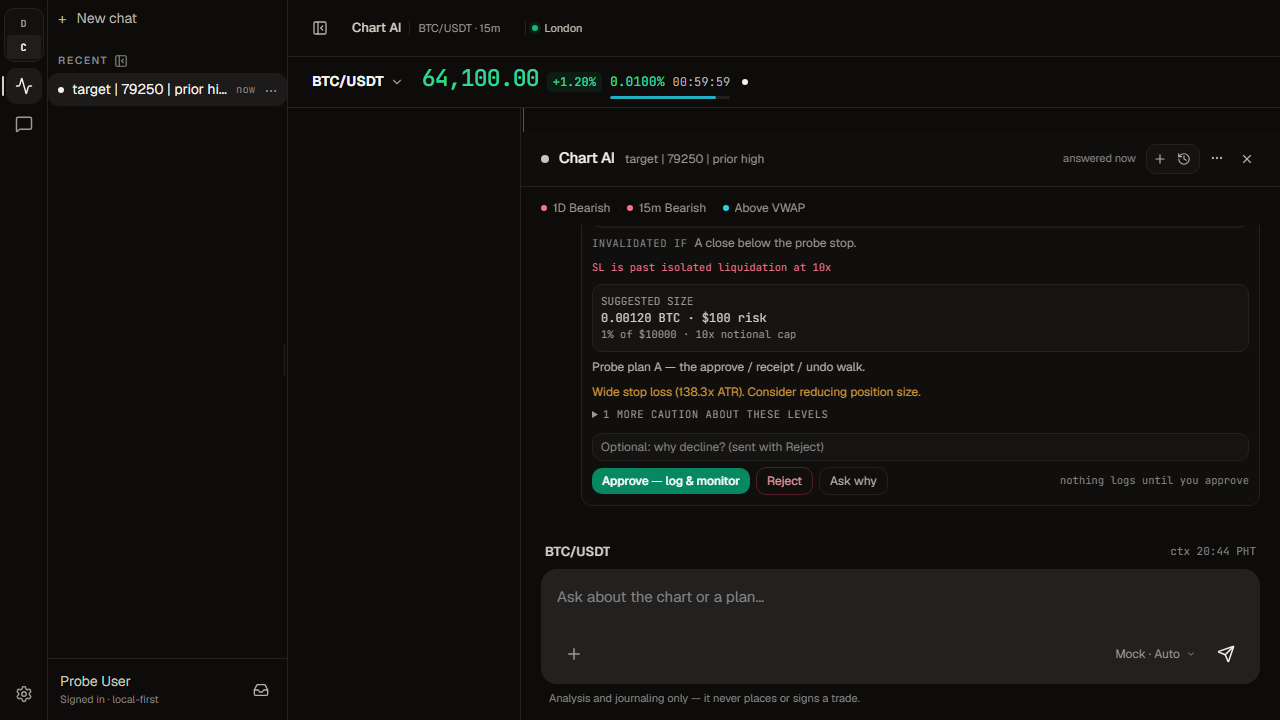 D
C
+ New chat
RECENT
target | 79250 | prior hi... now ...
Probe User
Signed in · local-first
Chart AI BTC/USDT · 15m London
BTC/USDT 64,100.00 +1.20% 0.0100% 00:59:59
Chart AI target | 79250 | prior high answered now
1D Bearish 15m Bearish Above VWAP
INVALIDATED IF A close below the probe stop.
SL is past isolated liquidation at 10x
SUGGESTED SIZE
0.00120 BTC · $100 risk
1% of $10000 · 10x notional cap
Probe plan A — the approve / receipt / undo walk.
Wide stop loss (138.3x ATR). Consider reducing position size.
1 MORE CAUTION ABOUT THESE LEVELS
Optional: why decline? (sent with Reject)
Approve — log & monitor Reject Ask why nothing logs until you approve
BTC/USDT ctx 20:44 PHT
Ask about the chart or a plan...
Mock · Auto
Analysis and journaling only — it never places or signs a trade.